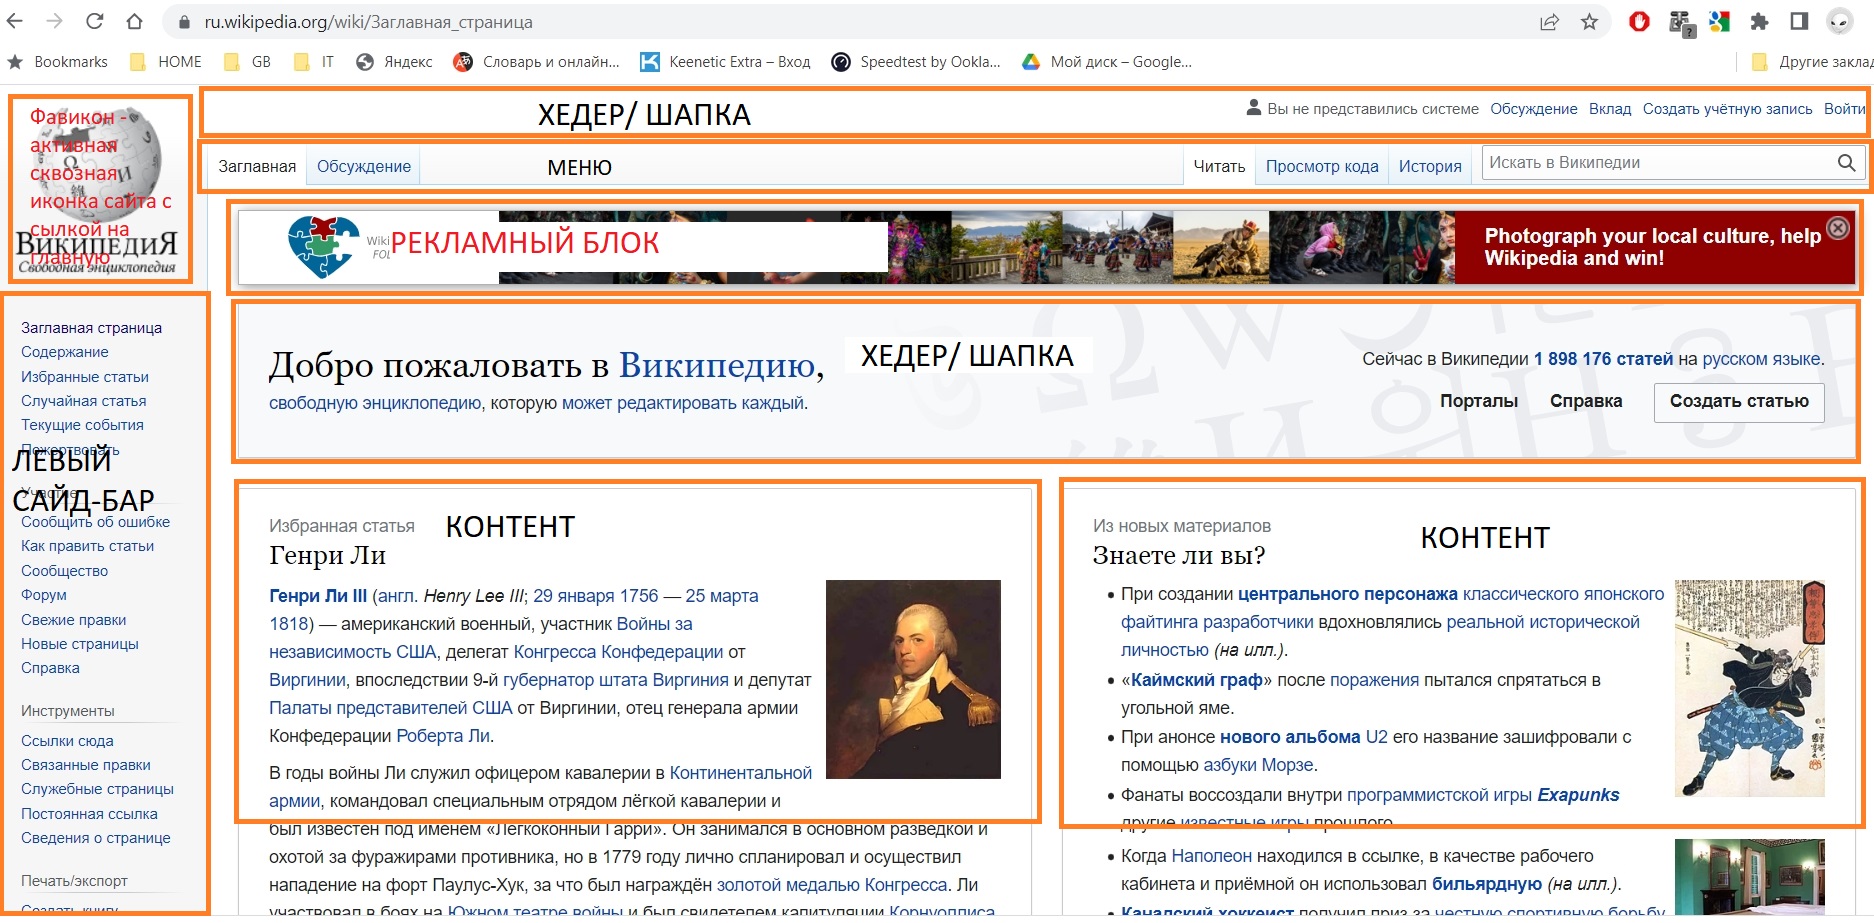 ru.wikipedia.org/wiki/Заглавная_страница
Bookmarks HOME GB IT Яндекс Словарь и онлайн... Keenetic Extra – Вход Speedtest by Ookla... Мой диск – Google... Другие заклад
Фавикон -
активная
сквозная
иконка сайта с
сылкой на
главную
ВикипедиЯ
Свободная энциклопедия
ХЕДЕР/ ШАПКА
Вы не представились системе Обсуждение Вклад Создать учётную запись Войти
Заглавная Обсуждение МЕНЮ Читать Просмотр кода История Искать в Википедии
Wiki
FOL
РЕКЛАМНЫЙ БЛОК
Photograph your local culture, help
Wikipedia and win!
Добро пожаловать в Википедию,
свободную энциклопедию, которую может редактировать каждый.
ХЕДЕР/ ШАПКА
Сейчас в Википедии 1 898 176 статей на русском языке.
Порталы Справка Создать статью
Заглавная страница
Содержание
Избранные статьи
Случайная статья
Текущие события
Пожертвовать
ЛЕВЫЙ
САЙД-БАР
Участие
Сообщить об ошибке
Как править статьи
Сообщество
Форум
Свежие правки
Новые страницы
Справка
Инструменты
Ссылки сюда
Связанные правки
Служебные страницы
Постоянная ссылка
Сведения о странице
Печать/экспорт
Создать книгу
Избранная статья
КОНТЕНТ
Генри Ли
Генри Ли III (англ. Henry Lee III; 29 января 1756 — 25 марта
1818) — американский военный, участник Войны за
независимость США, делегат Конгресса Конфедерации от
Виргинии, впоследствии 9-й губернатор штата Виргиния и депутат
Палаты представителей США от Виргинии, отец генерала армии
Конфедерации Роберта Ли.
В годы войны Ли служил офицером кавалерии в Континентальной
армии, командовал специальным отрядом лёгкой кавалерии и
был известен под именем «Легкоконный Гарри». Он занимался в основном разведкой и
охотой за фуражирами противника, но в 1779 году лично спланировал и осуществил
нападение на форт Паулус-Хук, за что был награждён золотой медалью Конгресса. Ли
участвовал в боях на Южном театре войны и был свидетелем капитуляции Корнуоллиса
Из новых материалов
КОНТЕНТ
Знаете ли вы?
При создании центрального персонажа классического японского
файтинга разработчики вдохновлялись реальной исторической
личностью (на илл.).
«Каймский граф» после поражения пытался спрятаться в
угольной яме.
При анонсе нового альбома U2 его название зашифровали с
помощью азбуки Морзе.
Фанаты воссоздали внутри программистской игры Exapunks
другие известные игры прошлого.
Когда Наполеон находился в ссылке, в качестве рабочего
кабинета и приёмной он использовал бильярдную (на илл.).
Канадский хоккеист получил приз за честную спортивную борьбу